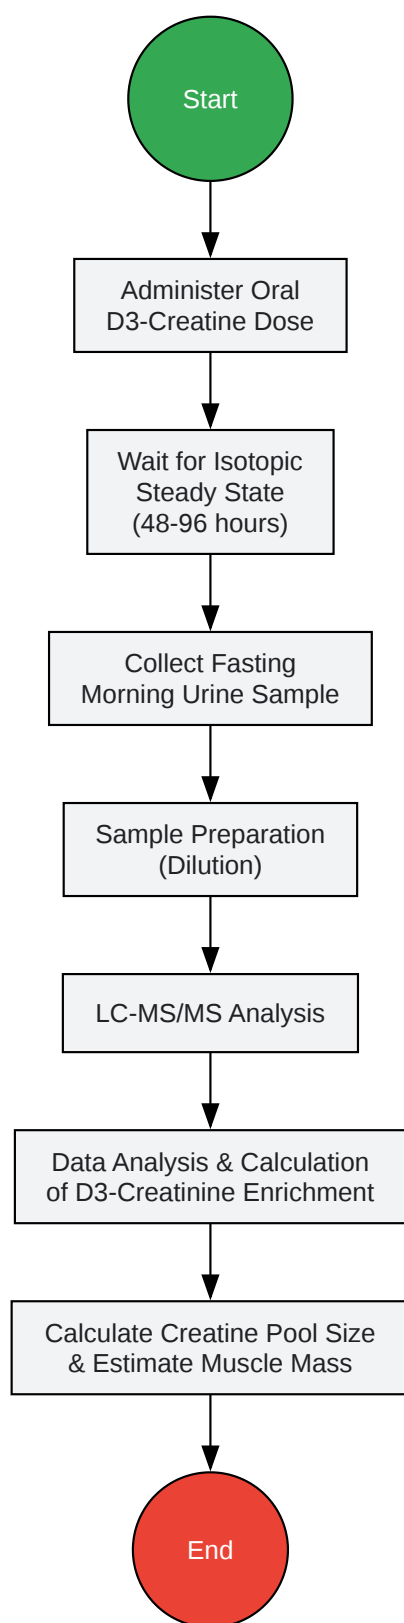 Start
Administer Oral
D3-Creatine Dose
Wait for Isotopic
Steady State
(48-96 hours)
Collect Fasting
Morning Urine Sample
Sample Preparation
(Dilution)
LC-MS/MS Analysis
Data Analysis & Calculation
of D3-Creatinine Enrichment
Calculate Creatine Pool Size
& Estimate Muscle Mass
End